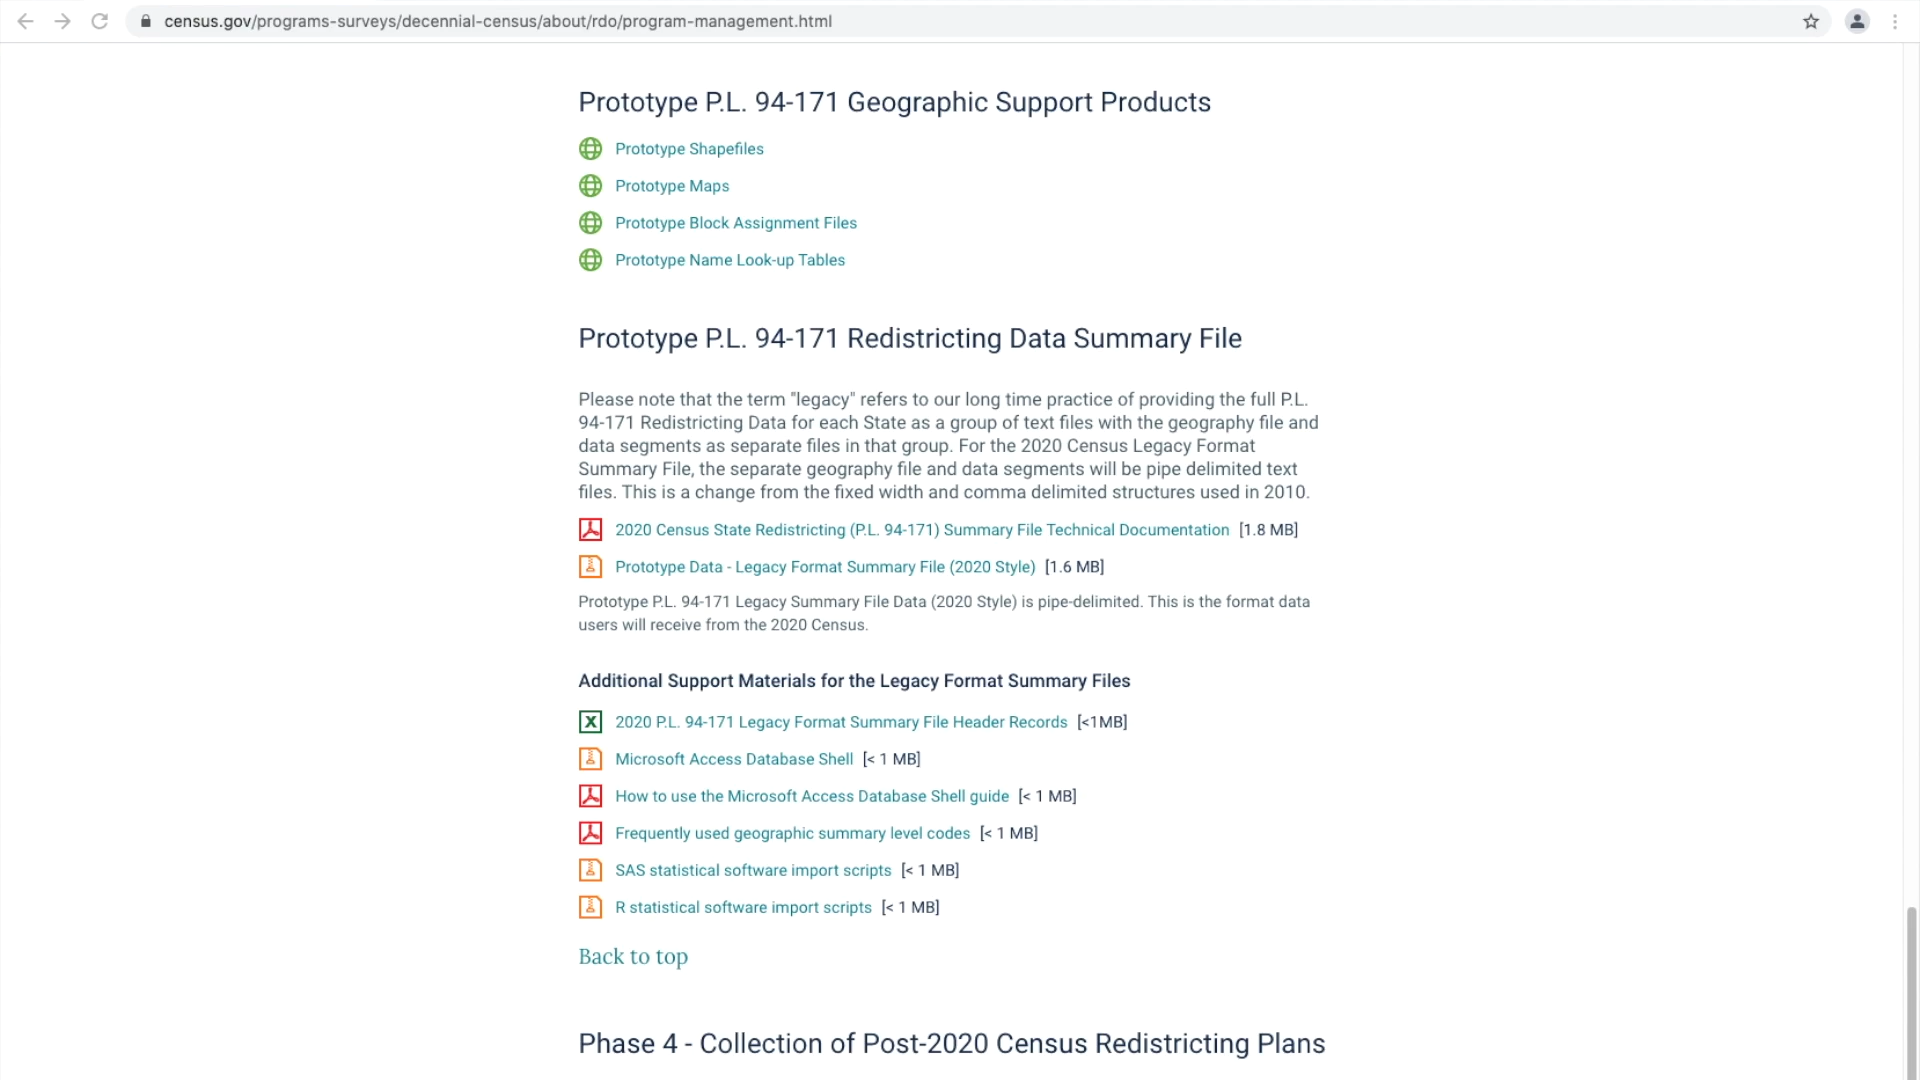 census.gov/programs-surveys/decennial-census/about/rdo/program-management.html
Prototype P.L. 94-171 Geographic Support Products
Prototype Shapefiles
Prototype Maps
Prototype Block Assignment Files
Prototype Name Look-up Tables
Prototype P.L. 94-171 Redistricting Data Summary File
Please note that the term "legacy" refers to our long time practice of providing the full P.L.
94-171 Redistricting Data for each State as a group of text files with the geography file and
data segments as separate files in that group. For the 2020 Census Legacy Format
Summary File, the separate geography file and data segments will be pipe delimited text
files. This is a change from the fixed width and comma delimited structures used in 2010.
2020 Census State Redistricting (P.L. 94-171) Summary File Technical Documentation [1.8 MB]
Prototype Data - Legacy Format Summary File (2020 Style) [1.6 MB]
Prototype P.L. 94-171 Legacy Summary File Data (2020 Style) is pipe-delimited. This is the format data
users will receive from the 2020 Census.
Additional Support Materials for the Legacy Format Summary Files
2020 P.L. 94-171 Legacy Format Summary File Header Records [<1MB]
Microsoft Access Database Shell [< 1 MB]
How to use the Microsoft Access Database Shell guide [< 1 MB]
Frequently used geographic summary level codes [< 1 MB]
SAS statistical software import scripts [< 1 MB]
R statistical software import scripts [< 1 MB]
Back to top
Phase 4 - Collection of Post-2020 Census Redistricting Plans